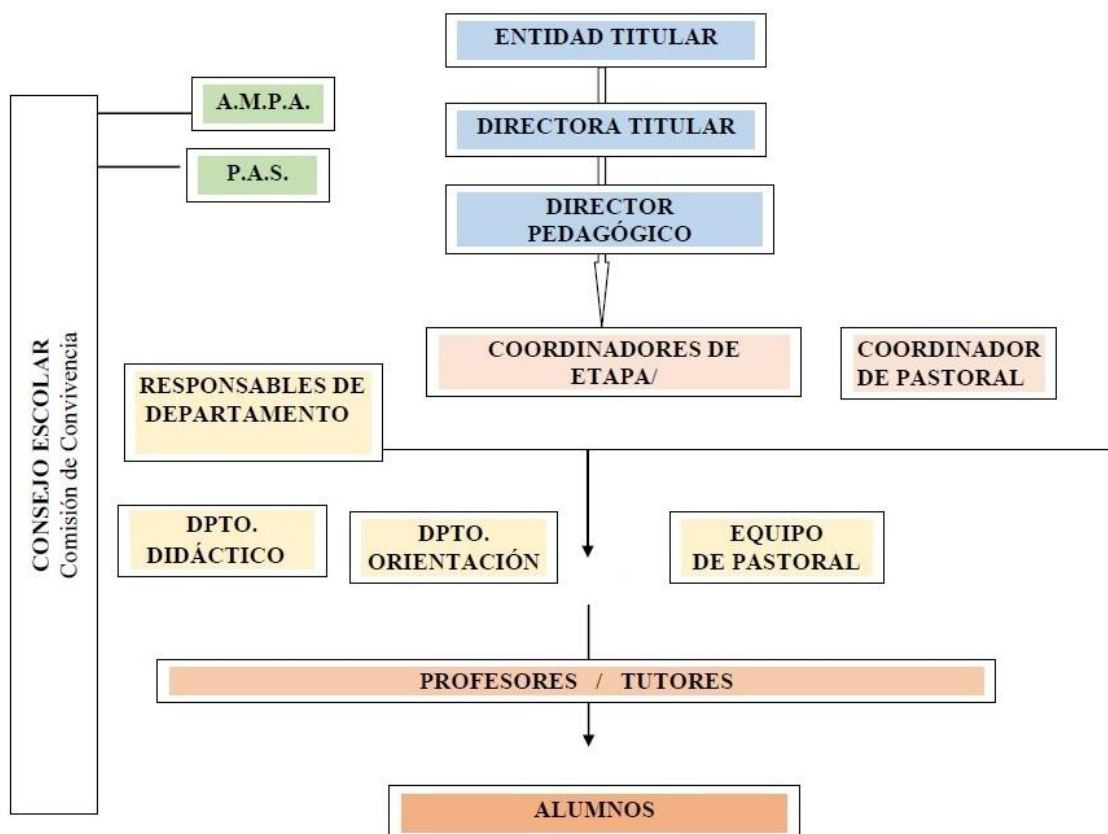 ENTIDAD TITULAR
A.M.P.A.
DIRECTORA TITULAR
P.A.S.
DIRECTOR
PEDAGÓGICO
CONSEJO ESCOLAR
Comisión de Convivencia
COORDINADORES DE
ETAPA/
COORDINADOR
DE PASTORAL
RESPONSABLES DE
DEPARTAMENTO
DPTO.
DIDÁCTICO
DPTO.
ORIENTACIÓN
EQUIPO
DE PASTORAL
PROFESORES / TUTORES
ALUMNOS